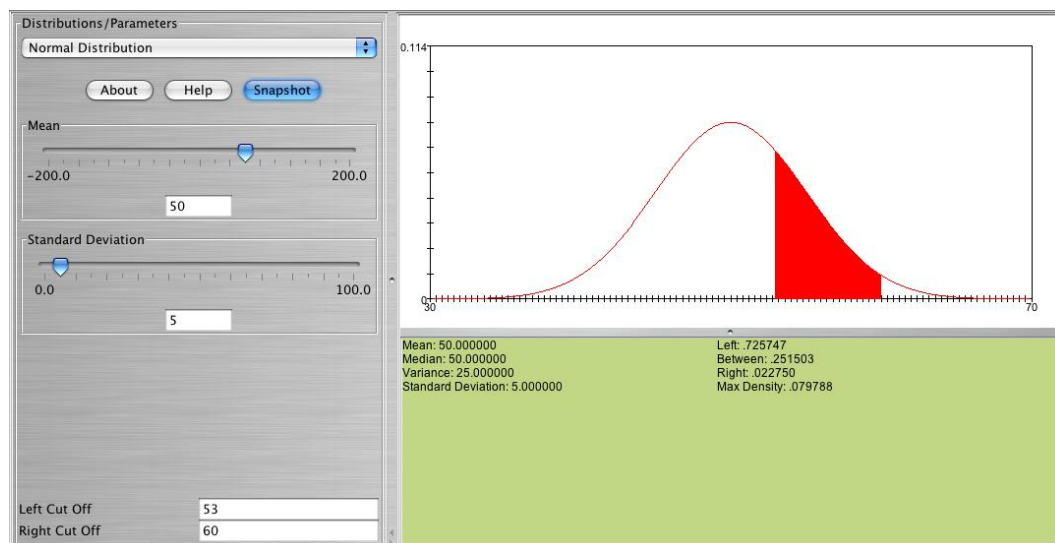 Distributions/Parameters
Normal Distribution
About Help Snapshot
Mean
-200.0 200.0
50
Standard Deviation
0.0 100.0
5
Left Cut Off 53
Right Cut Off 60
0.114
0
30 70
Mean: 50.000000 Left: .725747
Median: 50.000000 Between: .251503
Variance: 25.000000 Right: .022750
Standard Deviation: 5.000000 Max Density: .079788